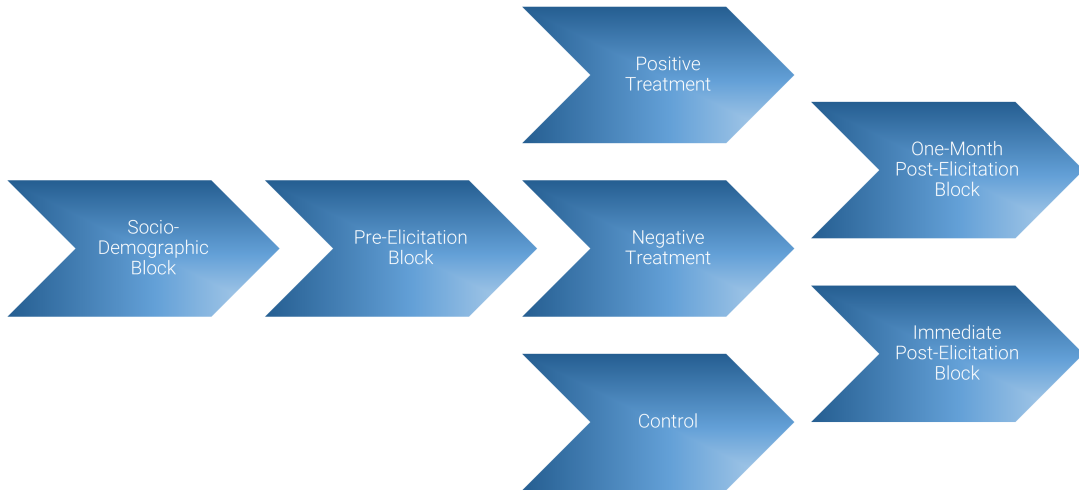 Socio-
Demographic
Block
Pre-Elicitation
Block
Positive
Treatment
Negative
Treatment
Control
One-Month
Post-Elicitation
Block
Immediate
Post-Elicitation
Block